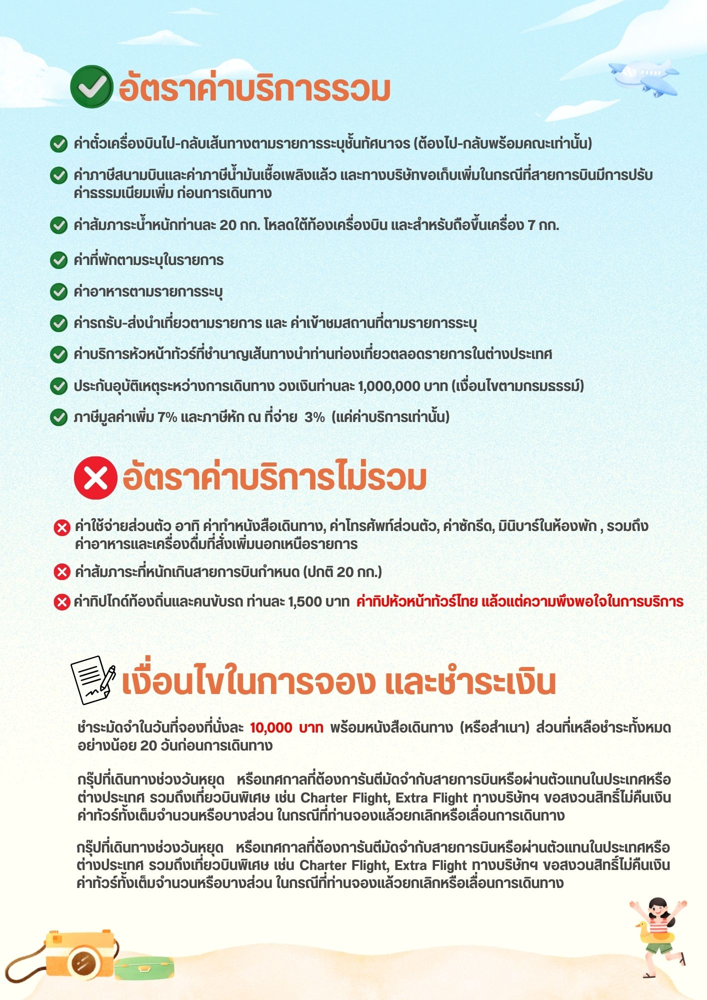 อัตราค่าบริการรวม
ค่าตั๋วเครื่องบินไป-กลับเส้นทางตามรายการระบุชั้นทัศนาจร (ต้องไป-กลับพร้อมคณะเท่านั้น)
ค่าภาษีสนามบินและค่าภาษีน้ำมันเชื้อเพลิงแล้ว และทางบริษัทขอเก็บเพิ่มในกรณีที่สายการบินมีการปรับ
ค่าธรรมเนียมเพิ่ม ก่อนการเดินทาง
ค่าสัมภาระน้ำหนักท่านละ 20 กก. โหลดใต้ท้องเครื่องบิน และสำหรับถือขึ้นเครื่อง 7 กก.
ค่าที่พักตามระบุในรายการ
ค่าอาหารตามรายการระบุ
ค่ารถรับ-ส่งนำเที่ยวตามรายการ และ ค่าเข้าชมสถานที่ตามรายการระบุ
ค่าบริการหัวหน้าทัวร์ที่ชำนาญเส้นทางนำท่านท่องเที่ยวตลอดรายการในต่างประเทศ
ประกันอุบัติเหตุระหว่างการเดินทาง วงเงินท่านละ 1,000,000 บาท (เงื่อนไขตามกรมธรรม์)
ภาษีมูลค่าเพิ่ม 7% และภาษีหัก ณ ที่จ่าย 3% (แค่ค่าบริการเท่านั้น)
อัตราค่าบริการไม่รวม
ค่าใช้จ่ายส่วนตัว อาทิ ค่าทำหนังสือเดินทาง, ค่าโทรศัพท์ส่วนตัว, ค่าซักรีด, มินิบาร์ในห้องพัก , รวมถึง
ค่าอาหารและเครื่องดื่มที่สั่งเพิ่มนอกเหนือรายการ
ค่าสัมภาระที่หนักเกินสายการบินกำหนด (ปกติ 20 กก.)
ค่าทิปไกด์ท้องถิ่นและคนขับรถ ท่านละ 1,500 บาท ค่าทิปหัวหน้าทัวร์ไทย แล้วแต่ความพึงพอใจในการบริการ
เงื่อนไขในการจอง และชำระเงิน
ชำระมัดจำในวันที่จองที่นั่งละ 10,000 บาท พร้อมหนังสือเดินทาง (หรือสำเนา) ส่วนที่เหลือชำระทั้งหมด
อย่างน้อย 20 วันก่อนการเดินทาง
กรุ๊ปที่เดินทางช่วงวันหยุด หรือเทศกาลที่ต้องการันตีมัดจำกับสายการบินหรือผ่านตัวแทนในประเทศหรือ
ต่างประเทศ รวมถึงเที่ยวบินพิเศษ เช่น Charter Flight, Extra Flight ทางบริษัทฯ ขอสงวนสิทธิ์ไม่คืนเงิน
ค่าทัวร์ทั้งเต็มจำนวนหรือบางส่วน ในกรณีที่ท่านจองแล้วยกเลิกหรือเลื่อนการเดินทาง
กรุ๊ปที่เดินทางช่วงวันหยุด หรือเทศกาลที่ต้องการันตีมัดจำกับสายการบินหรือผ่านตัวแทนในประเทศหรือ
ต่างประเทศ รวมถึงเที่ยวบินพิเศษ เช่น Charter Flight, Extra Flight ทางบริษัทฯ ขอสงวนสิทธิ์ไม่คืนเงิน
ค่าทัวร์ทั้งเต็มจำนวนหรือบางส่วน ในกรณีที่ท่านจองแล้วยกเลิกหรือเลื่อนการเดินทาง